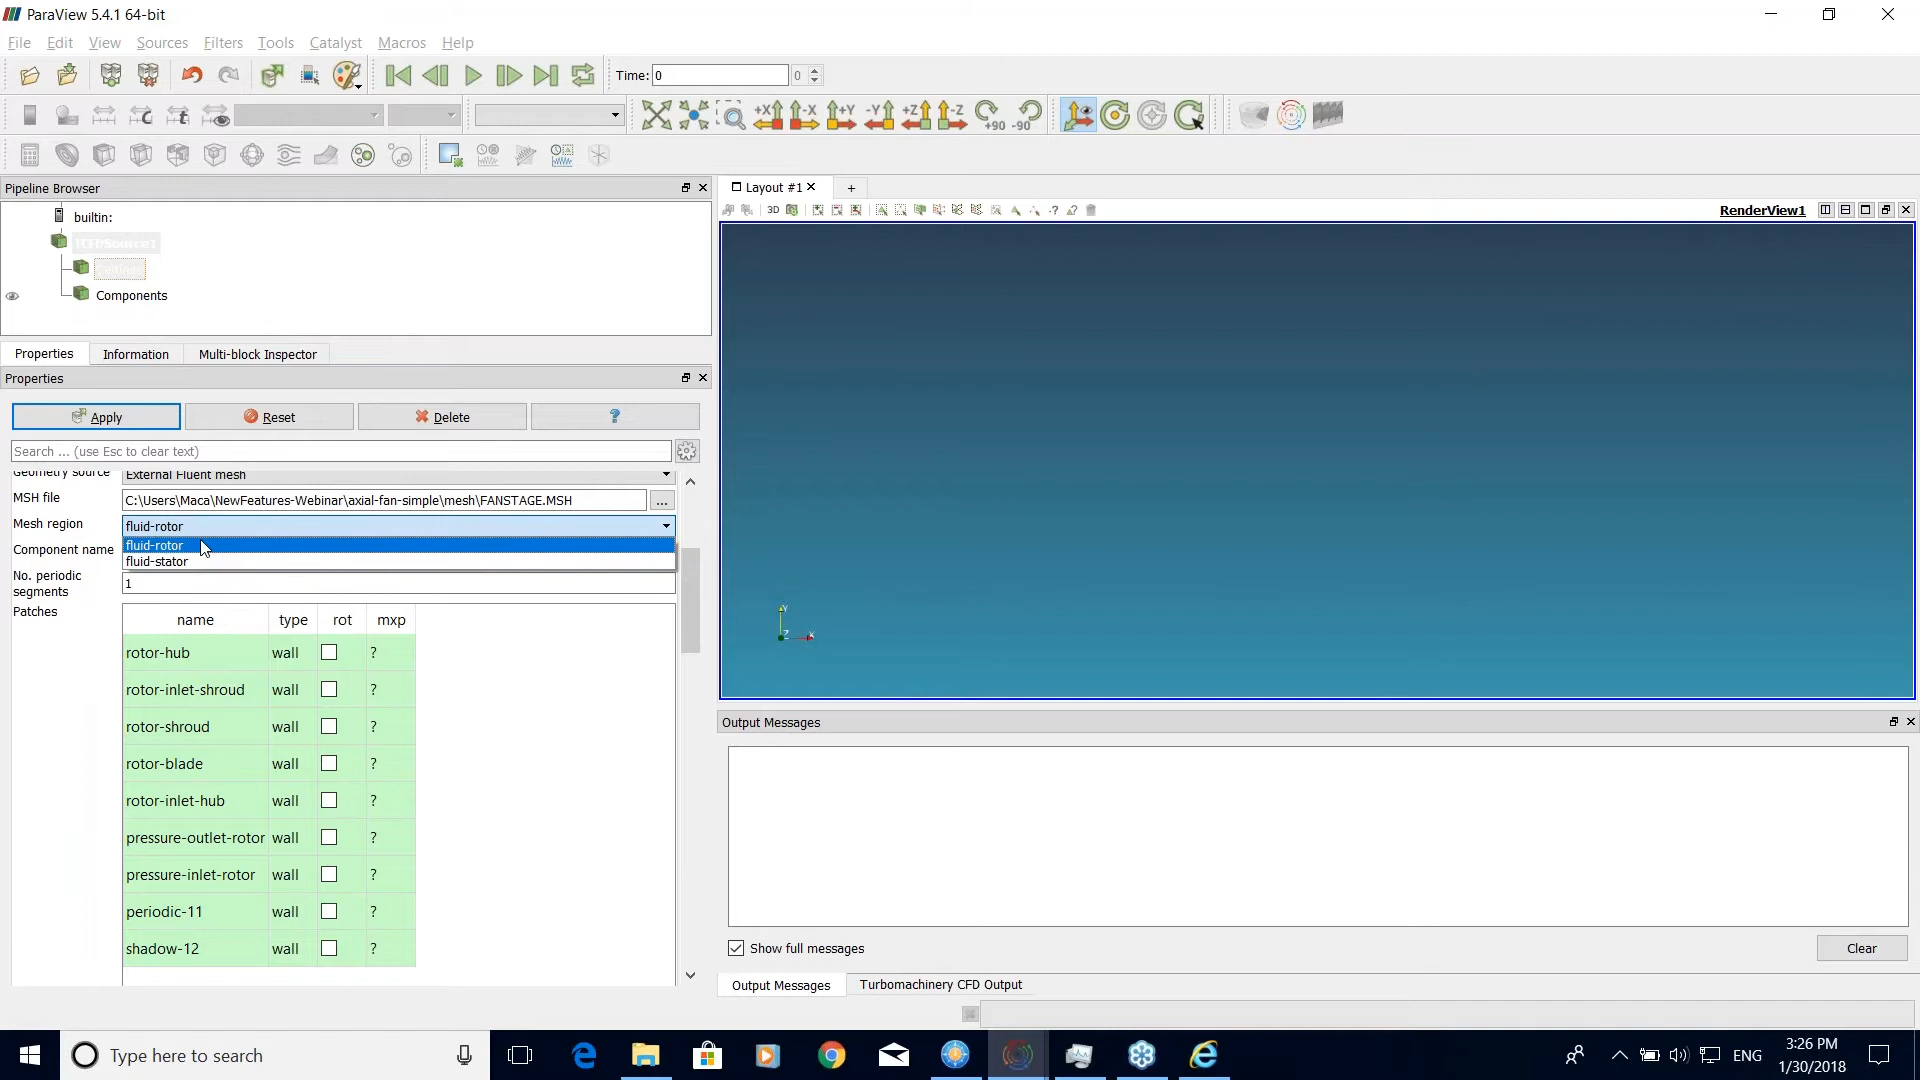 ParaView 5.4.1 64-bit
File Edit View Sources Filters Tools Catalyst Macros Help
Time: 0 0
+X -X +Y -Y +Z -Z +90 -90
Pipeline Browser
builtin:
Components
Properties Information Multi-block Inspector
Properties
Apply Reset Delete ?
Search ... (use Esc to clear text)
Geometry source External Fluent mesh
MSH file C:\Users\Maca\NewFeatures-Webinar\axial-fan-simple\mesh\FANSTAGE.MSH ...
Mesh region fluid-rotor
fluid-rotor
Component name
fluid-stator
No. periodic segments 1
Patches
name type rot mxp
rotor-hub wall ?
rotor-inlet-shroud wall ?
rotor-shroud wall ?
rotor-blade wall ?
rotor-inlet-hub wall ?
pressure-outlet-rotor wall ?
pressure-inlet-rotor wall ?
periodic-11 wall ?
shadow-12 wall ?
Layout #1 +
3D
RenderView1
Y
Z X
Output Messages
Show full messages Clear
Output Messages Turbomachinery CFD Output
Type here to search
ENG
3:26 PM
1/30/2018